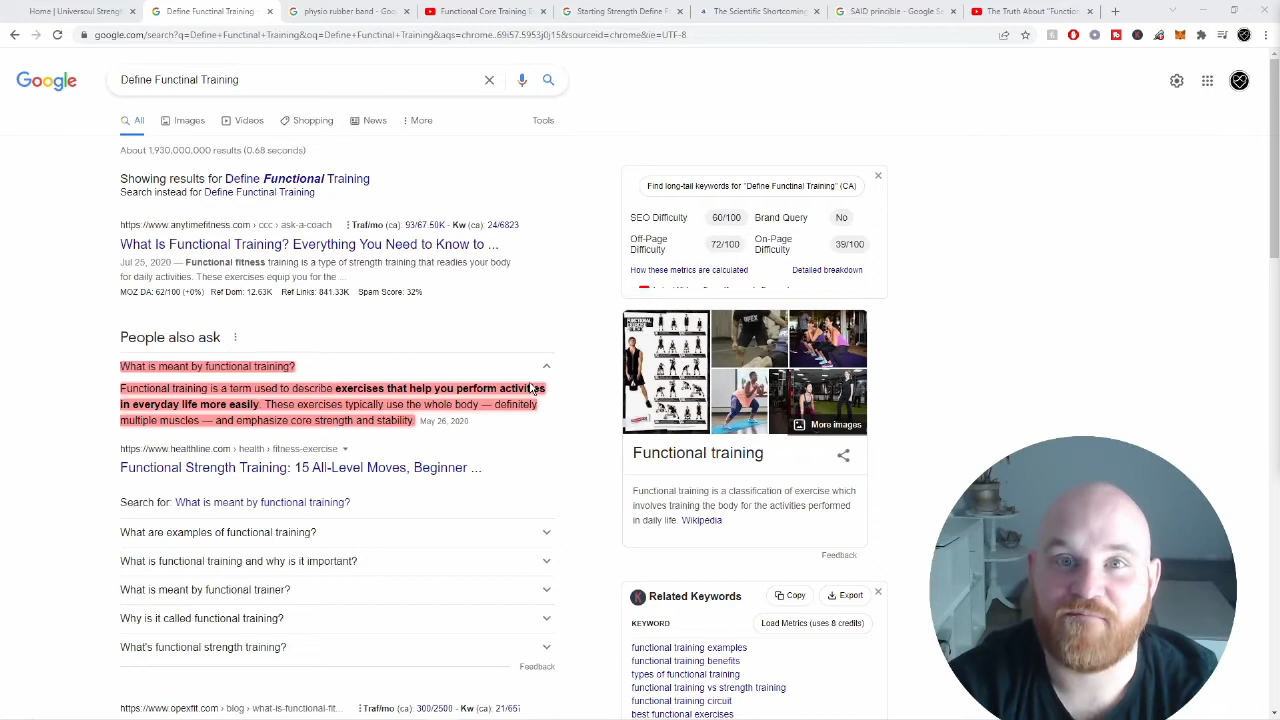 Home | Universoul Strength
Define Functinal Training -
physio rubber band - Goo
Functional Core Training E
Starting Strength Define F
The Scientific Shortcoming
SAID principle - Google Se
The Truth About "Function
google.com/search?q=Define+Functinal+Training&oq=Define+Functinal+Training&aqs=chrome..69i57.5953j0j15&sourceid=chrome&ie=UTF-8
Google
Define Functinal Training
All
Images
Videos
Shopping
News
More
Tools
About 1,930,000,000 results (0.68 seconds)
Showing results for Define Functional Training
Search instead for Define Functinal Training
https://www.anytimefitness.com › ccc › ask-a-coach
Traf/mo (ca): 93/67.50K - Kw (ca): 24/6823
What Is Functional Training? Everything You Need to Know to ...
Jul 25, 2020 — Functional fitness training is a type of strength training that readies your body
for daily activities. These exercises equip you for the ...
MOZ DA: 62/100 (+0%) Ref Dom: 12.63K Ref Links: 841.33K Spam Score: 32%
People also ask
What is meant by functional training?
Functional training is a term used to describe exercises that help you perform activities
in everyday life more easily. These exercises typically use the whole body — definitely
multiple muscles — and emphasize core strength and stability. May 26, 2020
https://www.healthline.com › health › fitness-exercise
Functional Strength Training: 15 All-Level Moves, Beginner ...
Search for: What is meant by functional training?
What are examples of functional training?
What is functional training and why is it important?
What is meant by functional trainer?
Why is it called functional training?
What's functional strength training?
Feedback
https://www.opexfit.com › blog › what-is-functional-fit...
Traf/mo (ca): 300/2500 - Kw (ca): 21/657
Find long-tail keywords for "Define Functinal Training" (CA)
SEO Difficulty 60/100 Brand Query No
Off-Page Difficulty 72/100 On-Page Difficulty 39/100
How these metrics are calculated
Detailed breakdown
More images
Functional training
Functional training is a classification of exercise which
involves training the body for the activities performed
in daily life. Wikipedia
Feedback
K
Related Keywords
Copy
Export
KEYWORD
Load Metrics (uses 8 credits)
functional training examples
functional training benefits
types of functional training
functional training vs strength training
functional training circuit
best functional exercises